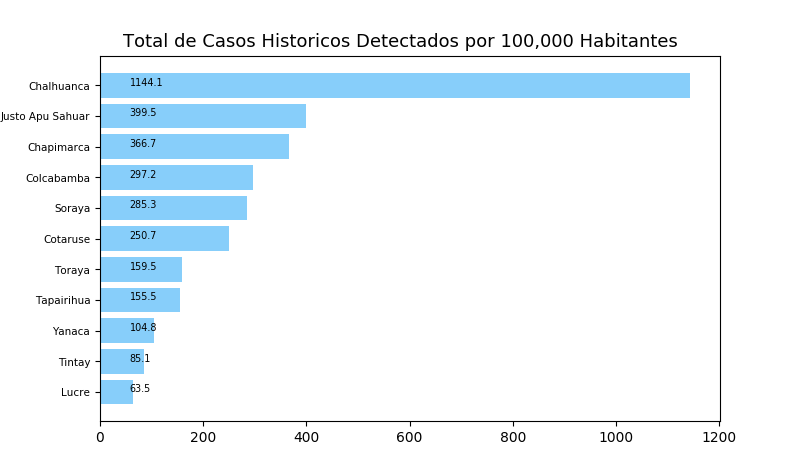 Total de Casos Historicos Detectados por 100,000 Habitantes
Chalhuanca 1144.1
Justo Apu Sahuar 399.5
Chapimarca 366.7
Colcabamba 297.2
Soraya 285.3
Cotaruse 250.7
Toraya 159.5
Tapairihua 155.5
Yanaca 104.8
Tintay 85.1
Lucre 63.5
0 200 400 600 800 1000 1200